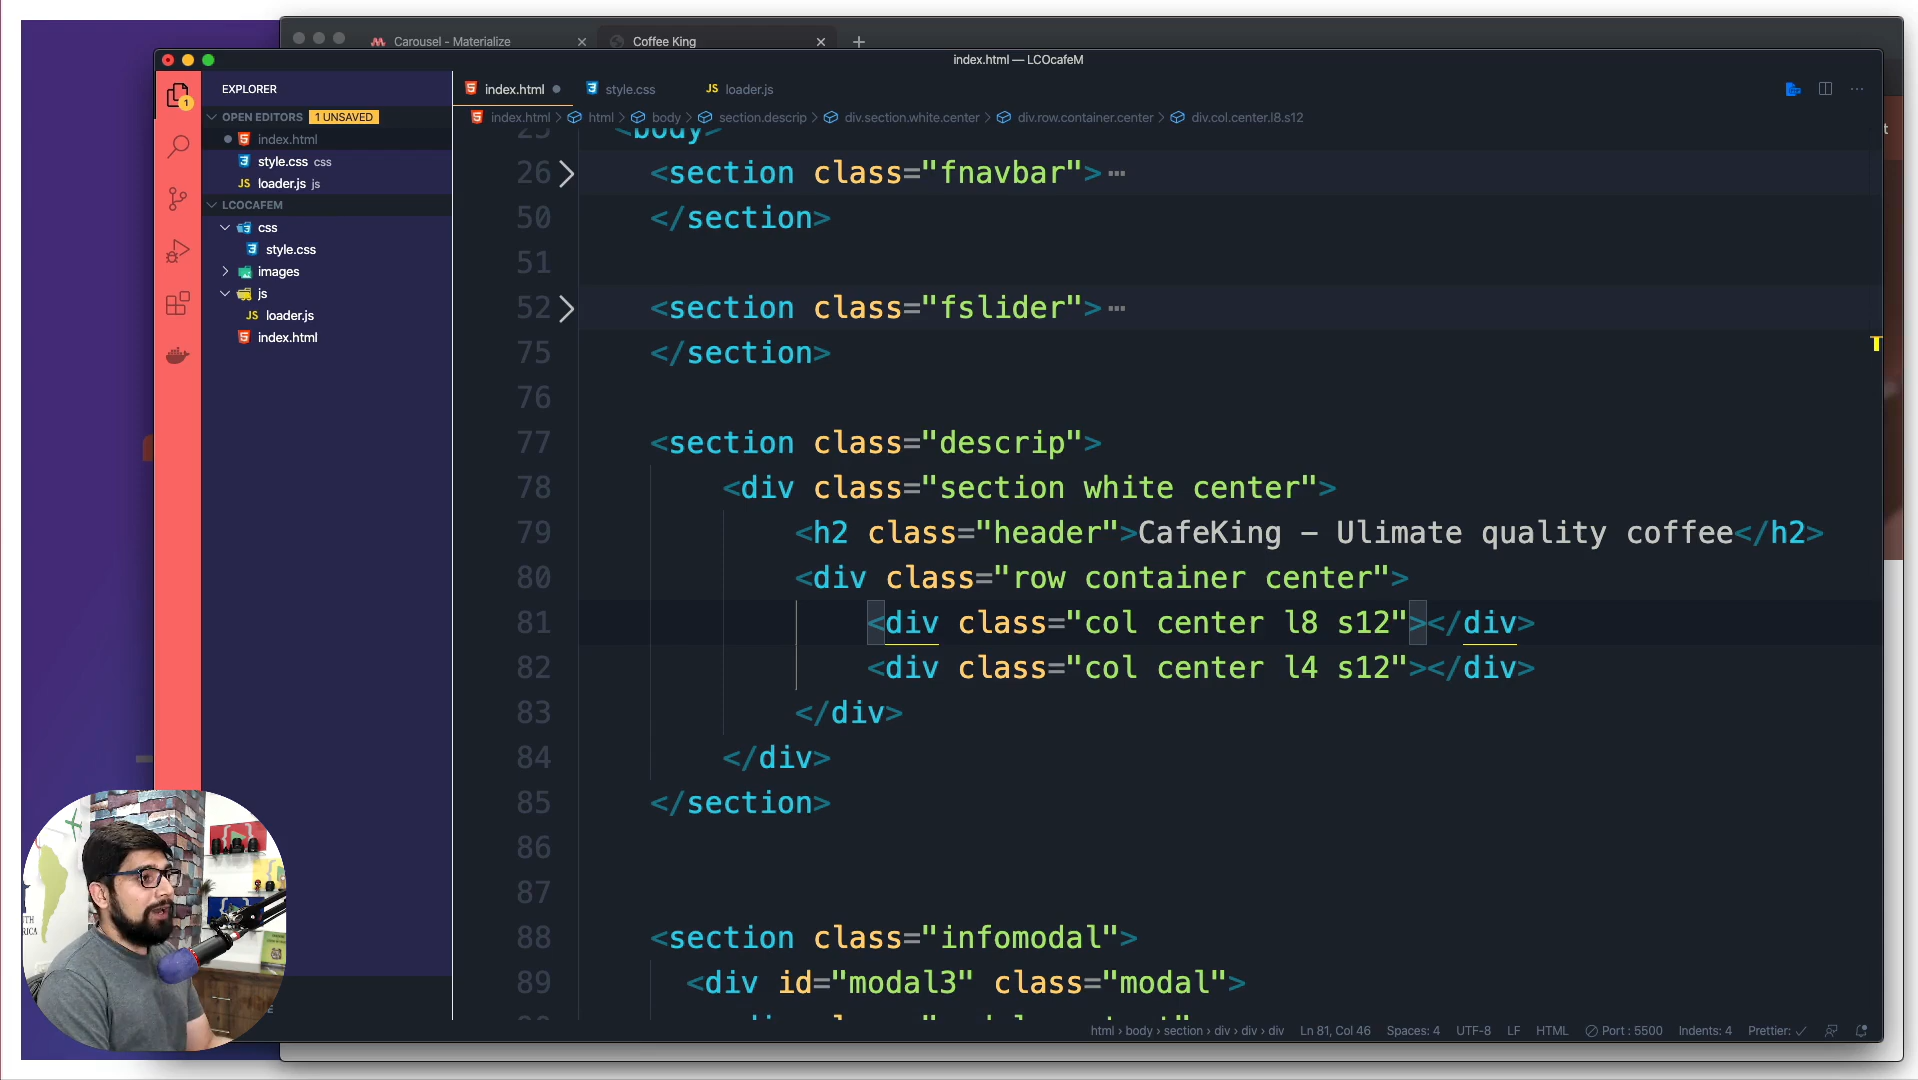 Carousel - Materialize
Coffee King
index.html — LCOcafeM
EXPLORER
OPEN EDITORS 1 UNSAVED
index.html
style.css css
JS loader.js js
LCOCAFEM
css
style.css
images
js
JS loader.js
index.html
index.html
style.css
JS loader.js
index.html > html > body > section.descrip > div.section.white.center > div.row.container.center > div.col.center.l8.s12
25 <body>
26 <section class="fnavbar">
50 </section>
51
52 <section class="fslider">
75 </section>
76
77 <section class="descrip">
78 <div class="section white center">
79 <h2 class="header">CafeKing – Ulimate quality coffee</h2>
80 <div class="row container center">
81 <div class="col center l8 s12"></div>
82 <div class="col center l4 s12"></div>
83 </div>
84 </div>
85 </section>
86
87
88 <section class="infomodal">
89 <div id="modal3" class="modal">
html › body › section › div › div › div
Ln 81, Col 46
Spaces: 4
UTF-8
LF
HTML
Port : 5500
Indents: 4
Prettier: ✓